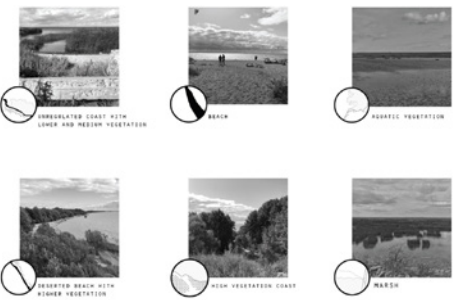 UNREGULATED COAST WITH
LOWER AND MEDIUM VEGETATION
BEACH
AQUATIC VEGETATION
DESERTED BEACH WITH
HIGHER VEGETATION
HIGH VEGETATION COAST
MARSH